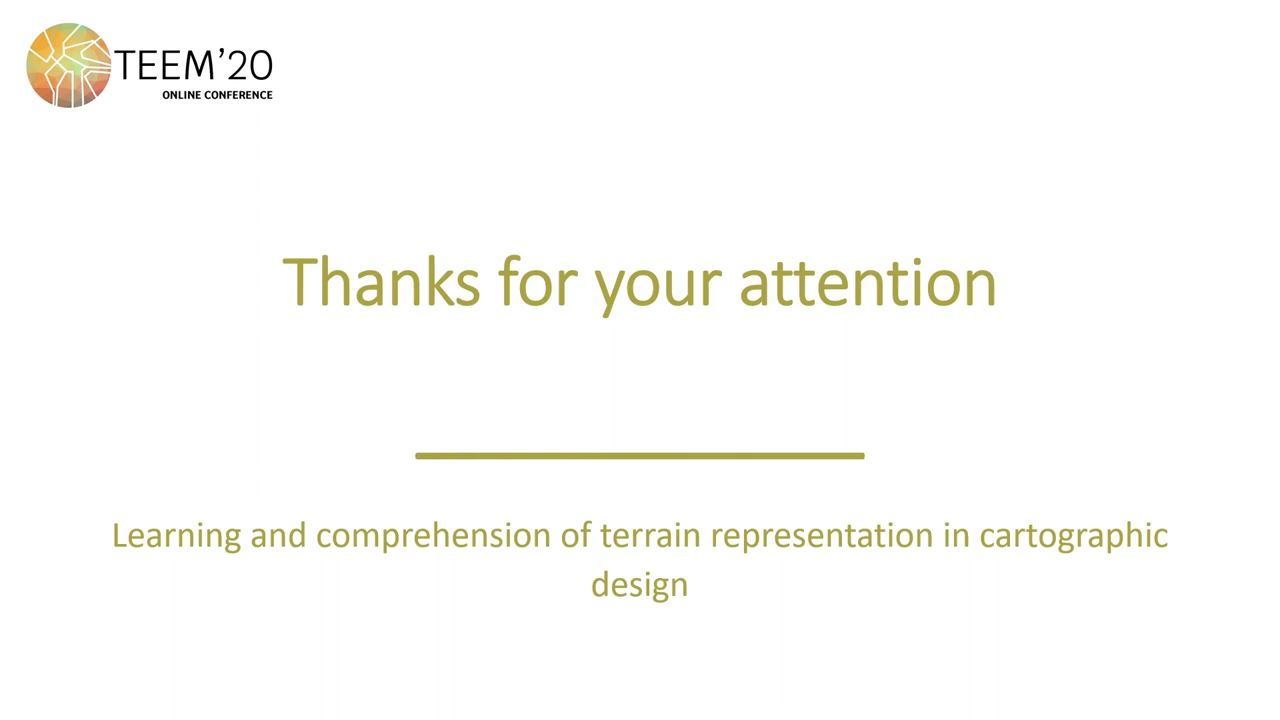 TEEM’20
ONLINE CONFERENCE
Thanks for your attention
Learning and comprehension of terrain representation in cartographic
design